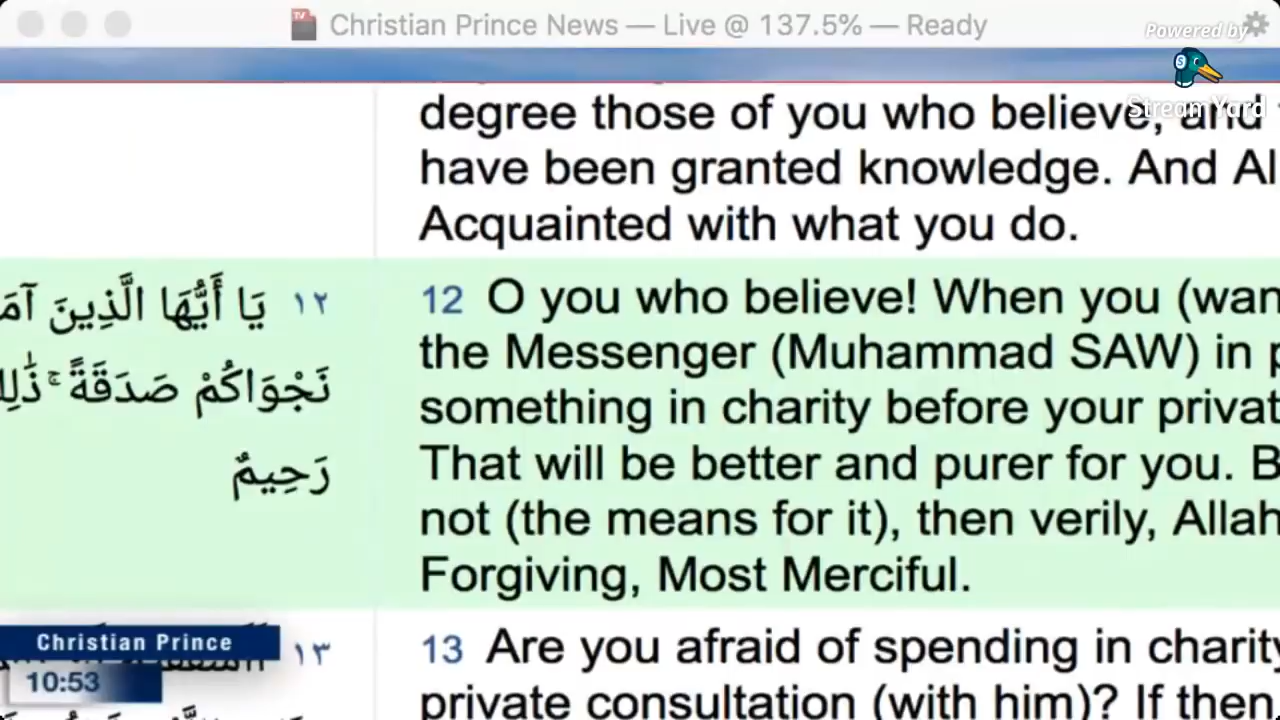 Christian Prince News — Live @ 137.5% — Ready
Powered by
StreamYard
degree those of you who believe, and
have been granted knowledge. And Al
Acquainted with what you do.
١٢ يَا أَيُّهَا الَّذِينَ
نَجْوَاكُمْ صَدَقَةً ۚ
رَحِيمٌ
12 O you who believe! When you (wan
the Messenger (Muhammad SAW) in p
something in charity before your privat
That will be better and purer for you. B
not (the means for it), then verily, Allah
Forgiving, Most Merciful.
Christian Prince
10:53
١٣
13 Are you afraid of spending in charity
private consultation (with him)? If then